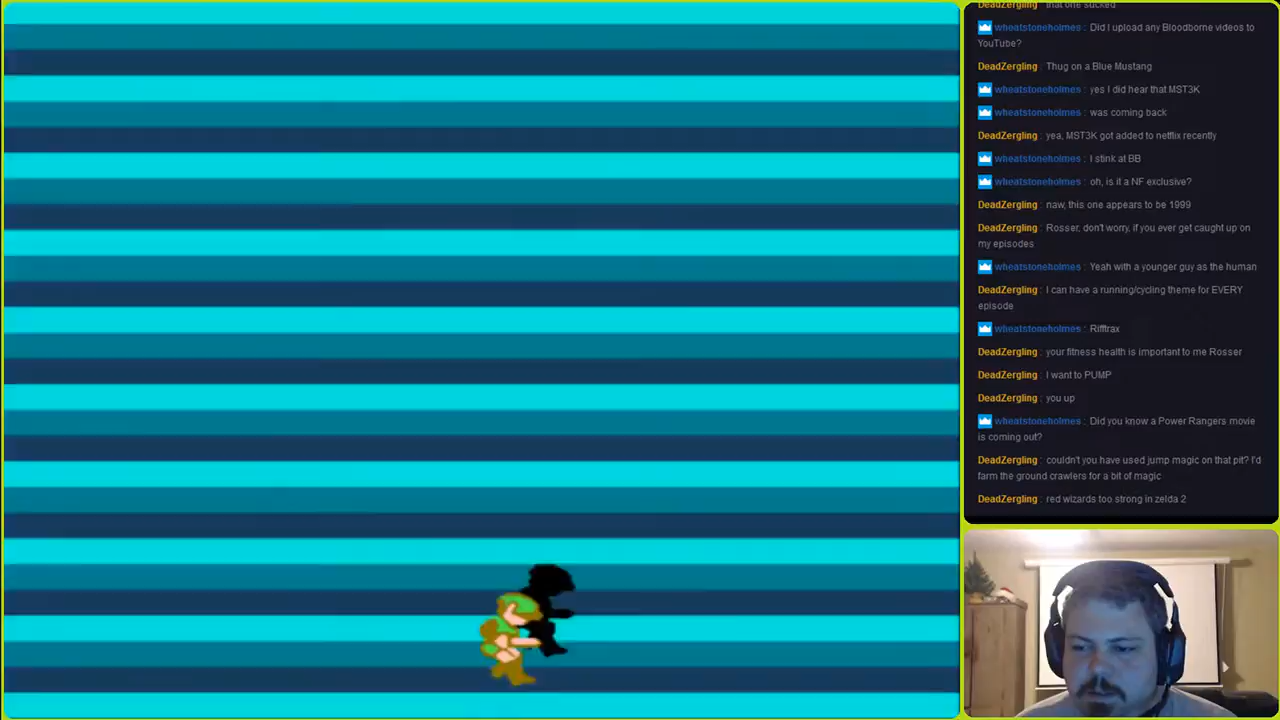 DeadZergling : that one sucked
wheatstoneholmes : Did I upload any Bloodborne videos to
YouTube?
DeadZergling : Thug on a Blue Mustang
wheatstoneholmes : yes I did hear that MST3K
wheatstoneholmes : was coming back
DeadZergling : yea, MST3K got added to netflix recently
wheatstoneholmes : I stink at BB
wheatstoneholmes : oh, is it a NF exclusive?
DeadZergling : naw, this one appears to be 1999
DeadZergling : Rosser, don't worry, if you ever get caught up on
my episodes
wheatstoneholmes : Yeah with a younger guy as the human
DeadZergling : I can have a running/cycling theme for EVERY
episode
wheatstoneholmes : Rifftrax
DeadZergling : your fitness health is important to me Rosser
DeadZergling : I want to PUMP
DeadZergling : you up
wheatstoneholmes : Did you know a Power Rangers movie
is coming out?
DeadZergling : couldn't you have used jump magic on that pit? I'd
farm the ground crawlers for a bit of magic
DeadZergling : red wizards too strong in zelda 2